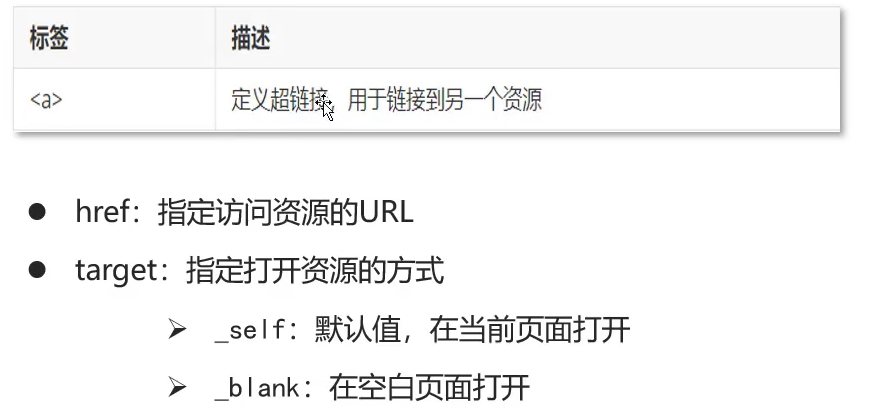 标签 描述
<a> 定义超链接，用于链接到另一个资源
● href：指定访问资源的URL
● target：指定打开资源的方式
➢ _self：默认值，在当前页面打开
➢ _blank：在空白页面打开